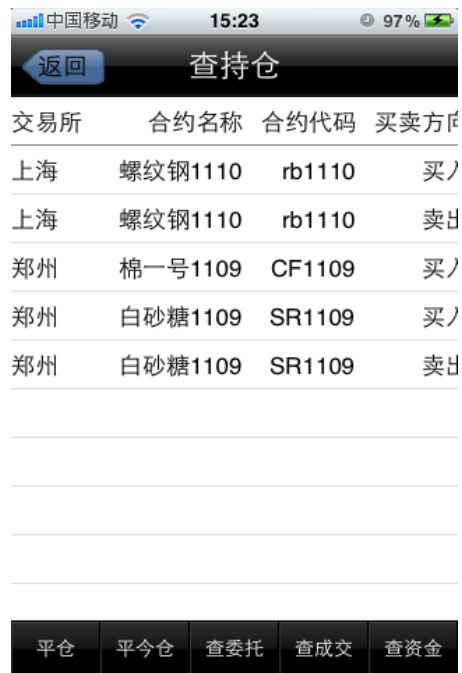 中国移动 15:23 97%
返回 查持仓
交易所 合约名称 合约代码 买卖方向
上海 螺纹钢1110 rb1110 买入
上海 螺纹钢1110 rb1110 卖出
郑州 棉一号1109 CF1109 买入
郑州 白砂糖1109 SR1109 买入
郑州 白砂糖1109 SR1109 卖出
平仓 平今仓 查委托 查成交 查资金